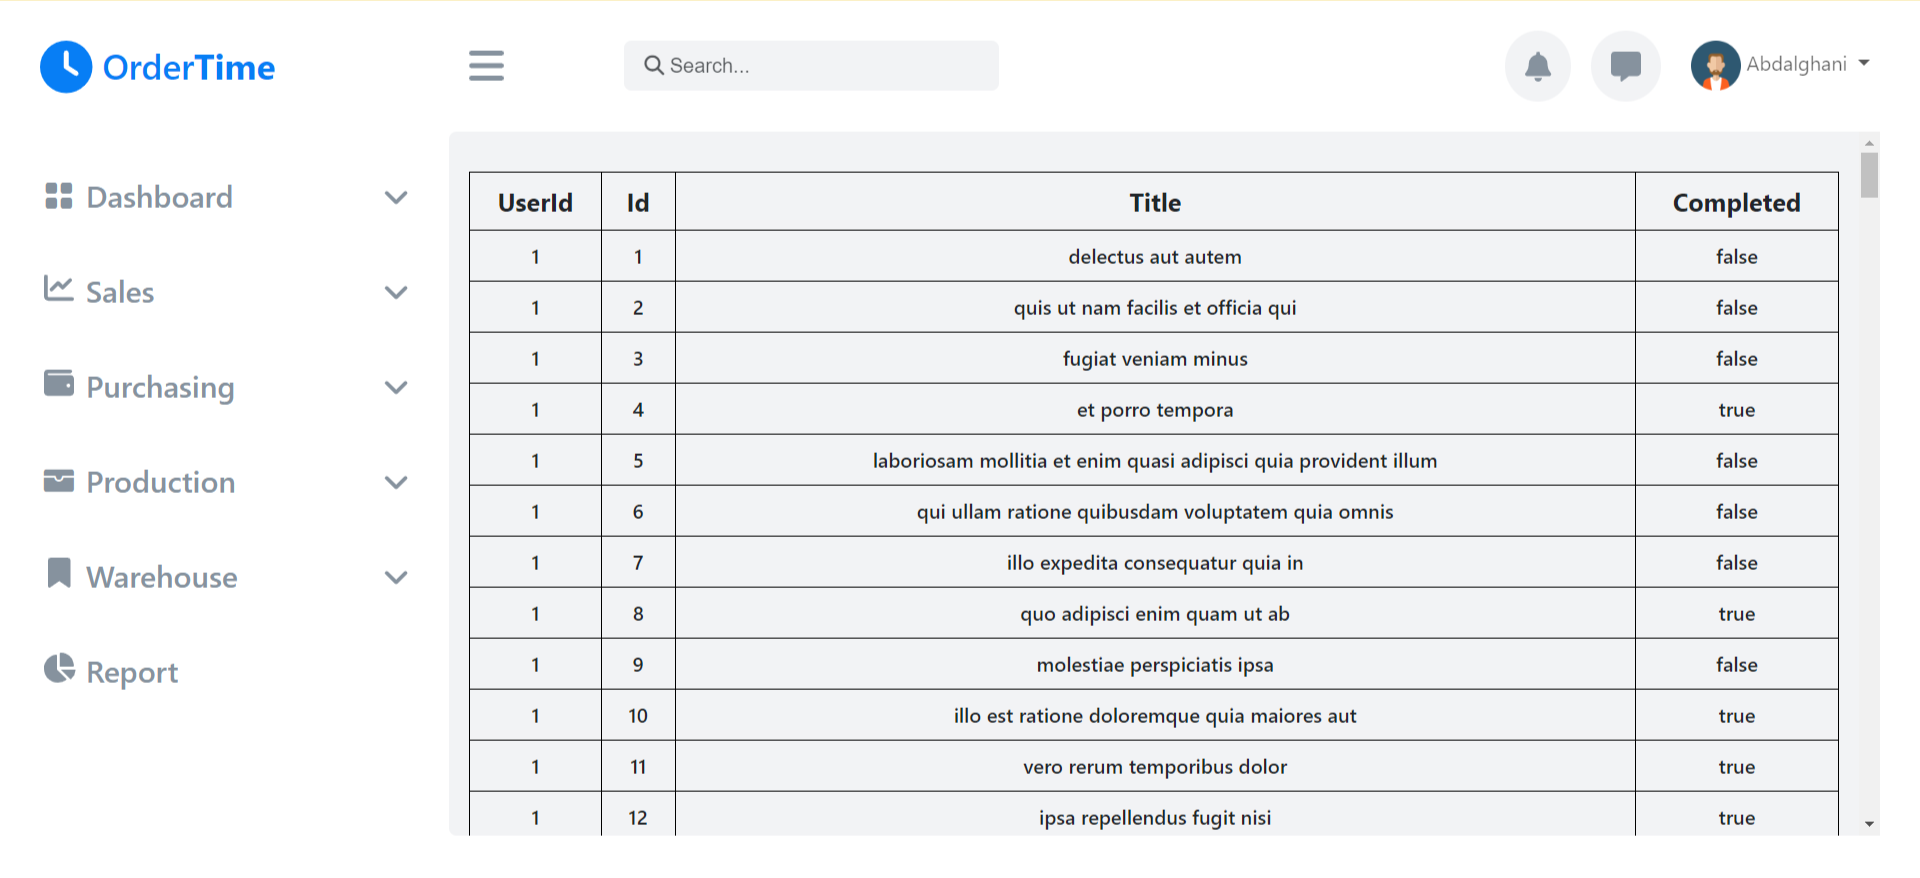 OrderTime
Search...
Abdalghani
Dashboard
Sales
Purchasing
Production
Warehouse
Report
UserId Id Title Completed
1 1 delectus aut autem false
1 2 quis ut nam facilis et officia qui false
1 3 fugiat veniam minus false
1 4 et porro tempora true
1 5 laboriosam mollitia et enim quasi adipisci quia provident illum false
1 6 qui ullam ratione quibusdam voluptatem quia omnis false
1 7 illo expedita consequatur quia in false
1 8 quo adipisci enim quam ut ab true
1 9 molestiae perspiciatis ipsa false
1 10 illo est ratione doloremque quia maiores aut true
1 11 vero rerum temporibus dolor true
1 12 ipsa repellendus fugit nisi true